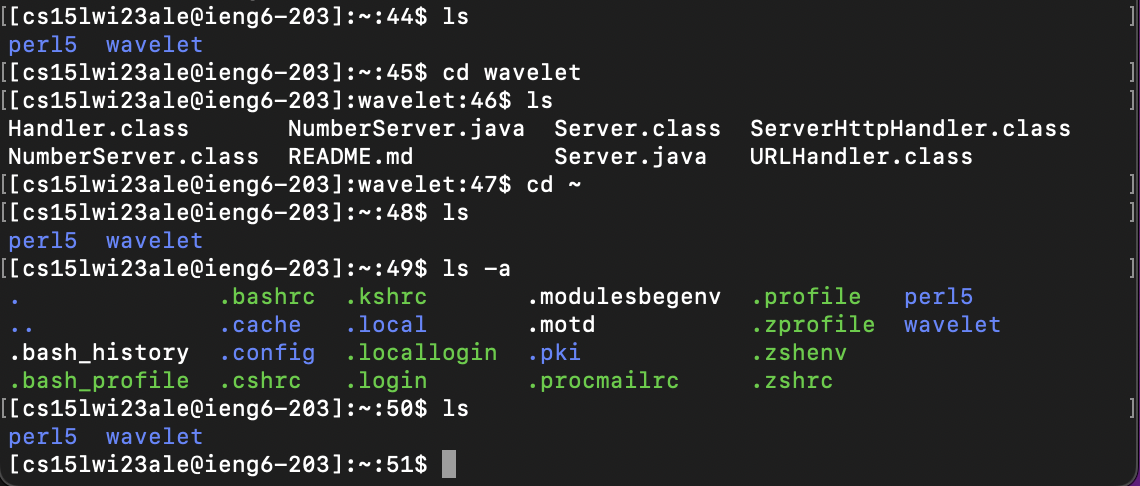 [[cs15lwi23ale@ieng6-203]:~:44$ ls ]
perl5  wavelet
[[cs15lwi23ale@ieng6-203]:~:45$ cd wavelet ]
[[cs15lwi23ale@ieng6-203]:wavelet:46$ ls ]
Handler.class       NumberServer.java  Server.class  ServerHttpHandler.class
NumberServer.class  README.md          Server.java   URLHandler.class
[[cs15lwi23ale@ieng6-203]:wavelet:47$ cd ~ ]
[[cs15lwi23ale@ieng6-203]:~:48$ ls ]
perl5  wavelet
[[cs15lwi23ale@ieng6-203]:~:49$ ls -a ]
.              .bashrc  .kshrc       .modulesbegenv  .profile   perl5
..             .cache   .local       .motd           .zprofile  wavelet
.bash_history  .config  .locallogin  .pki            .zshenv
.bash_profile  .cshrc   .login       .procmailrc     .zshrc
[[cs15lwi23ale@ieng6-203]:~:50$ ls ]
perl5  wavelet
[cs15lwi23ale@ieng6-203]:~:51$